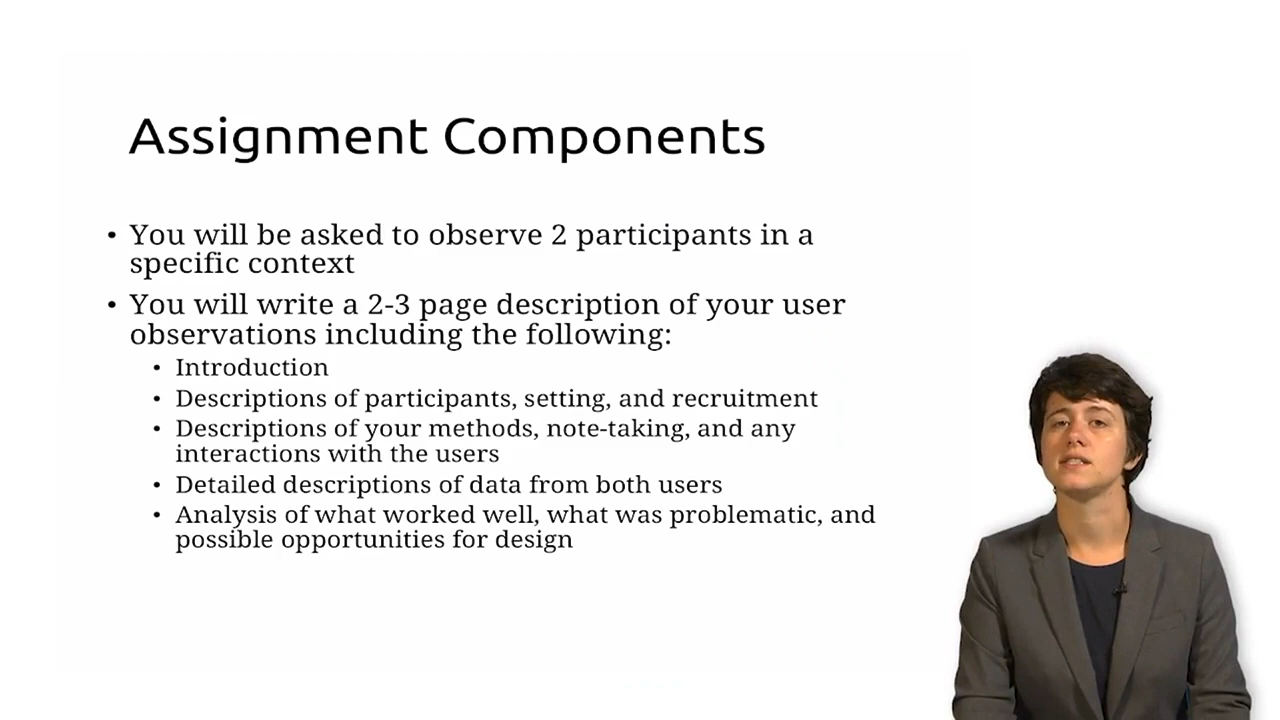 Assignment Components
• You will be asked to observe 2 participants in a
specific context
• You will write a 2-3 page description of your user
observations including the following:
• Introduction
• Descriptions of participants, setting, and recruitment
• Descriptions of your methods, note-taking, and any
interactions with the users
• Detailed descriptions of data from both users
• Analysis of what worked well, what was problematic, and
possible opportunities for design